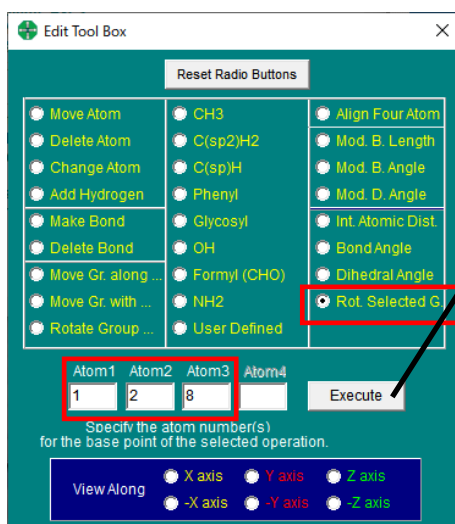 Edit Tool Box
Reset Radio Buttons
Move Atom CH3 Align Four Atom
Delete Atom C(sp2)H2 Mod. B. Length
Change Atom C(sp)H Mod. B. Angle
Add Hydrogen Phenyl Mod. D. Angle
Make Bond Glycosyl Int. Atomic Dist.
Delete Bond OH Bond Angle
Move Gr. along ... Formyl (CHO) Dihedral Angle
Move Gr. with ... NH2 Rot. Selected G.
Rotate Group ... User Defined
Atom1 Atom2 Atom3 Atom4
1 2 8 Execute
Specify the atom number(s)
for the base point of the selected operation.
View Along X axis Y axis Z axis
-X axis -Y axis -Z axis